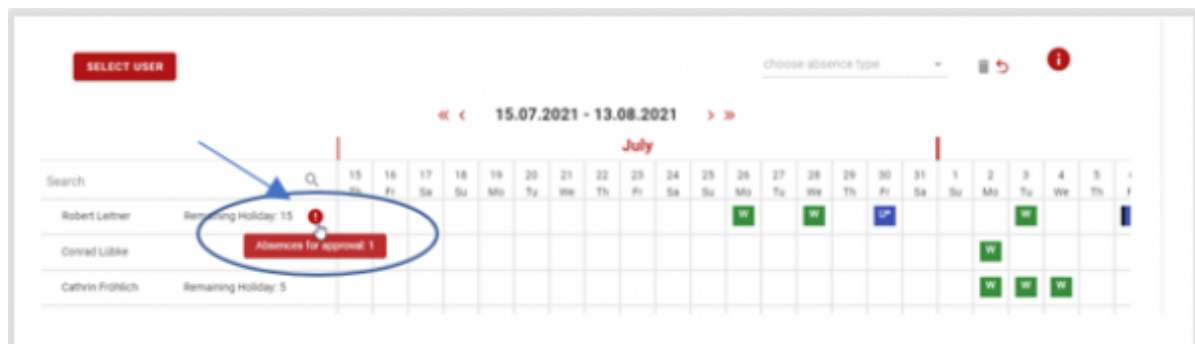 SELECT USER
choose absence type
15.07.2021 - 13.08.2021
July
Search 15 16 17 18 19 20 21 22 23 24 25 26 27 28 29 30 31 1 2 3 4 5
Th Fr Sa Su Mo Tu We Th Fr Sa Su Mo Tu We Th Fr Sa Su Mo Tu We Th
Robert Leitner Remaining Holiday: 15 W W U* W
Absences for approval: 1
Conrad Lübke W
Cathrin Fröhlich Remaining Holiday: 5 W W W